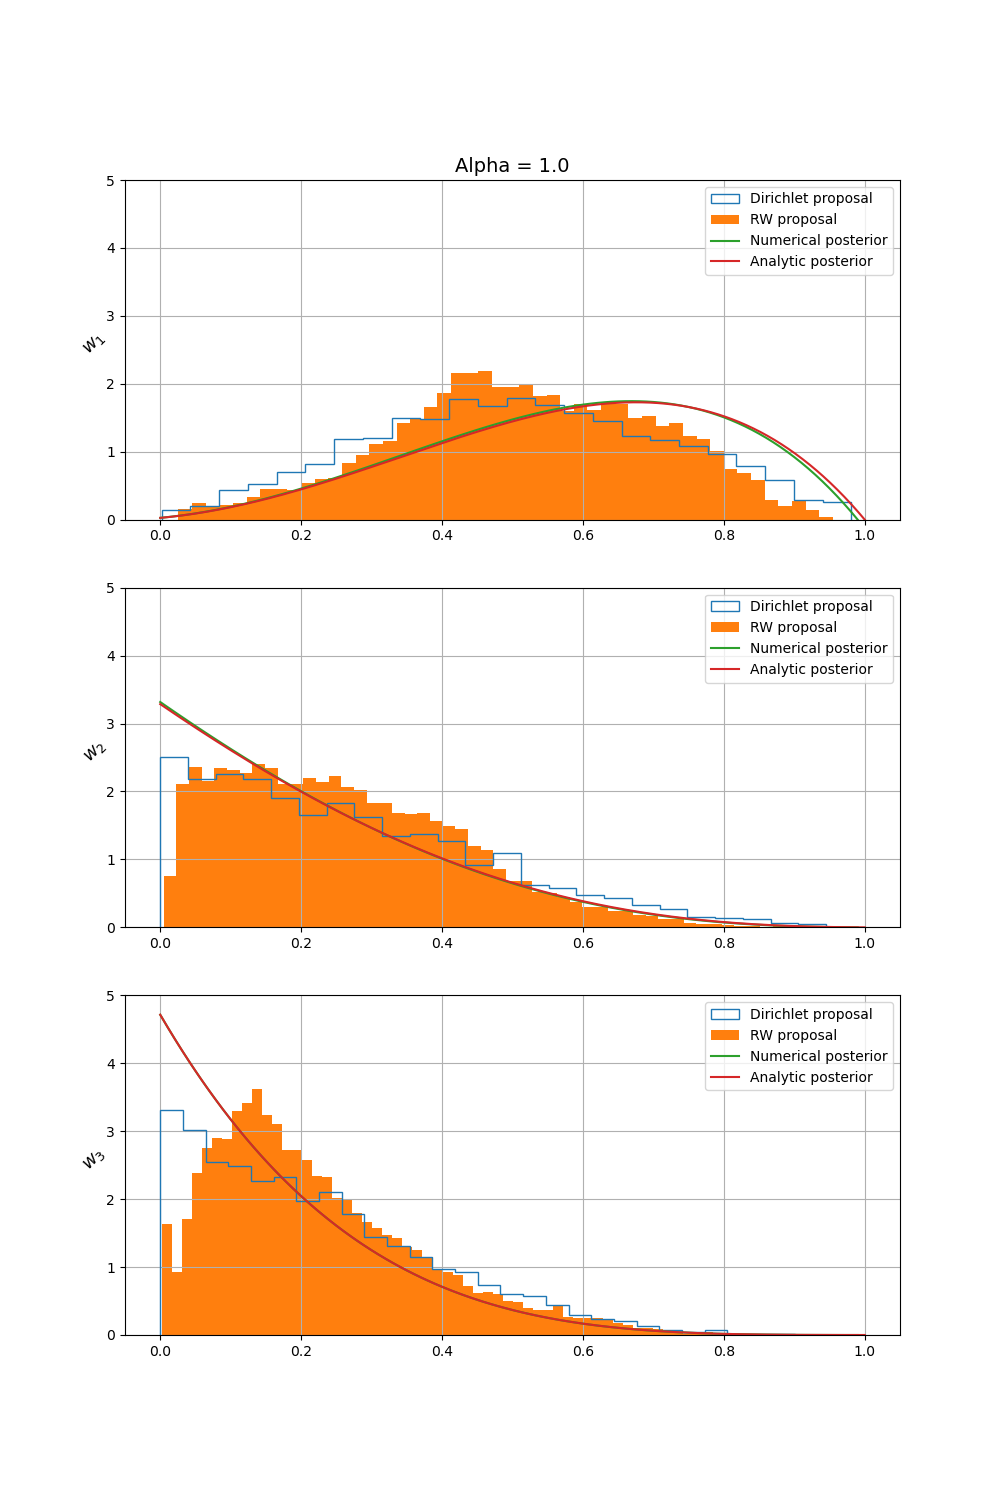 Alpha = 1.0
5
4
3
2
1
0
w1
Dirichlet proposal
RW proposal
Numerical posterior
Analytic posterior
0.0 0.2 0.4 0.6 0.8 1.0
5
4
3
2
1
0
w2
Dirichlet proposal
RW proposal
Numerical posterior
Analytic posterior
0.0 0.2 0.4 0.6 0.8 1.0
5
4
3
2
1
0
w3
Dirichlet proposal
RW proposal
Numerical posterior
Analytic posterior
0.0 0.2 0.4 0.6 0.8 1.0